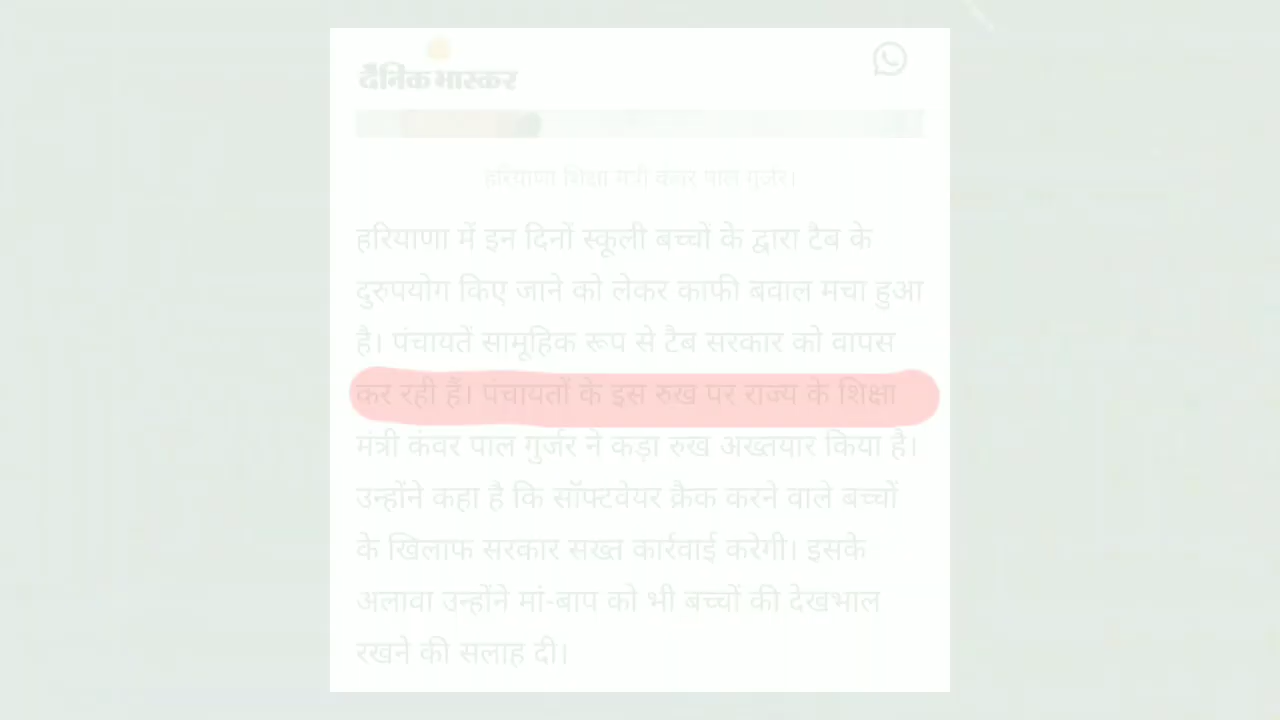 दैनिक भास्कर
हरियाणा शिक्षा मंत्री कंवर पाल गुर्जर।
हरियाणा में इन दिनों स्कूली बच्चों के द्वारा टैब के
दुरुपयोग किए जाने को लेकर काफी बवाल मचा हुआ
है। पंचायतें सामूहिक रूप से टैब सरकार को वापस
कर रही हैं। पंचायतों के इस रुख पर राज्य के शिक्षा
मंत्री कंवर पाल गुर्जर ने कड़ा रुख अख्तयार किया है।
उन्होंने कहा है कि सॉफ्टवेयर क्रैक करने वाले बच्चों
के खिलाफ सरकार सख्त कार्रवाई करेगी। इसके
अलावा उन्होंने मां-बाप को भी बच्चों की देखभाल
रखने की सलाह दी।